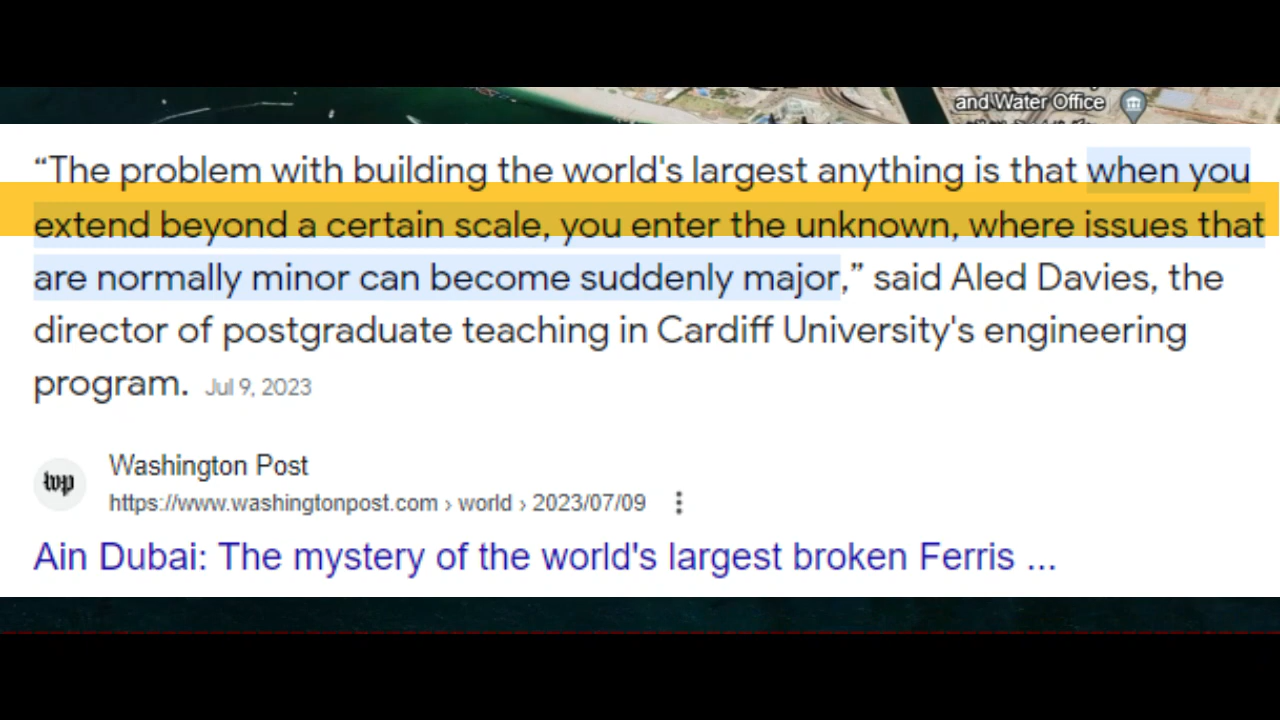 and Water Office
“The problem with building the world's largest anything is that when you
extend beyond a certain scale, you enter the unknown, where issues that
are normally minor can become suddenly major,” said Aled Davies, the
director of postgraduate teaching in Cardiff University's engineering
program. Jul 9, 2023
wp
Washington Post
https://www.washingtonpost.com › world › 2023/07/09
Ain Dubai: The mystery of the world's largest broken Ferris ...